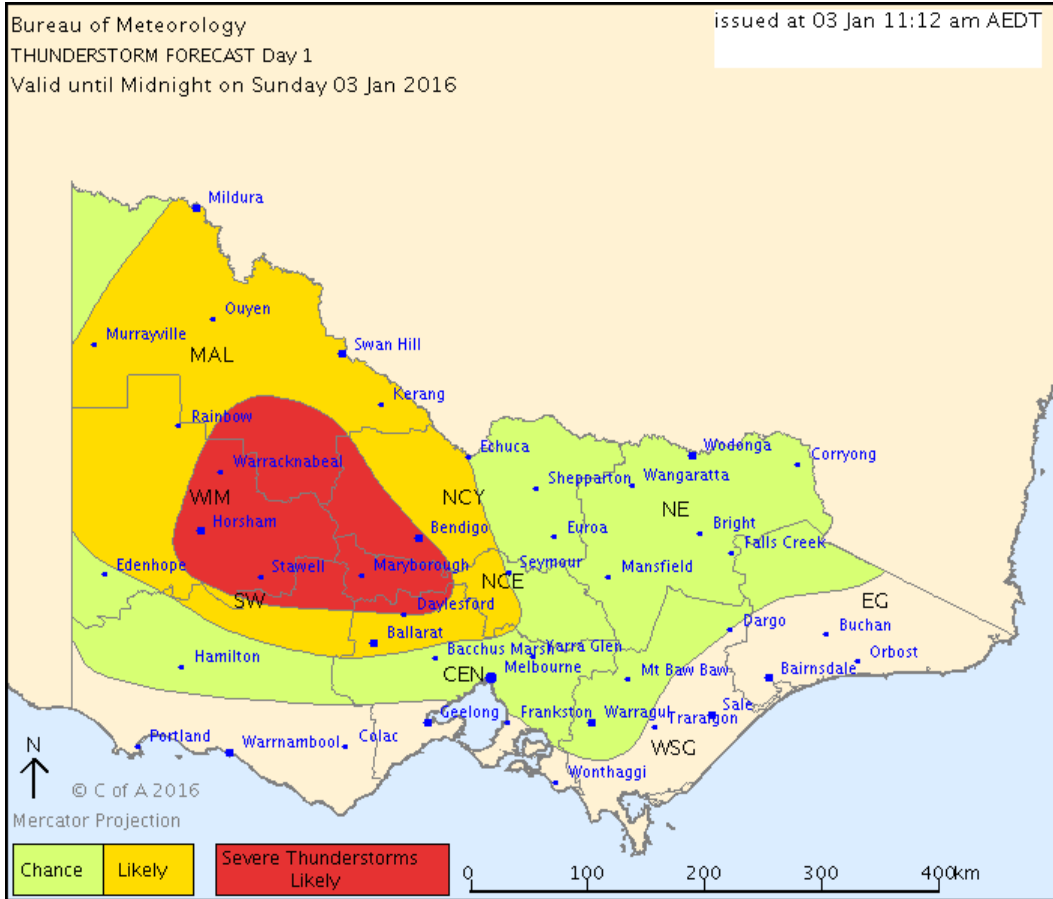 Bureau of Meteorology
issued at 03 Jan 11:12 am AEDT
THUNDERSTORM FORECAST Day 1
Valid until Midnight on Sunday 03 Jan 2016
Mildura
Ouyen
Murrayville
MAL
Swan Hill
Kerang
Rainbow
Echuca
Wodonga
Corryong
Warracknabeal
Shepparton
Wangaratta
WIM
NCY
NE
Horsham
Bendigo
Euroa
Bright
Falls Creek
Edenhope
Stawell
Maryborough
NCE
Seymour
Mansfield
SW
Daylesford
EG
Ballarat
Dargo
Buchan
Hamilton
Bacchus Marsh
Yarra Glen
Orbost
CEN
Melbourne
Mt Baw Baw
Bairnsdale
Geelong
Frankston
Warragul
Traralgon
Sale
N
Portland
Warrnambool
Colac
WSG
Wonthaggi
© C of A 2016
Mercator Projection
Chance
Likely
Severe Thunderstorms
Likely
0 100 200 300 400km